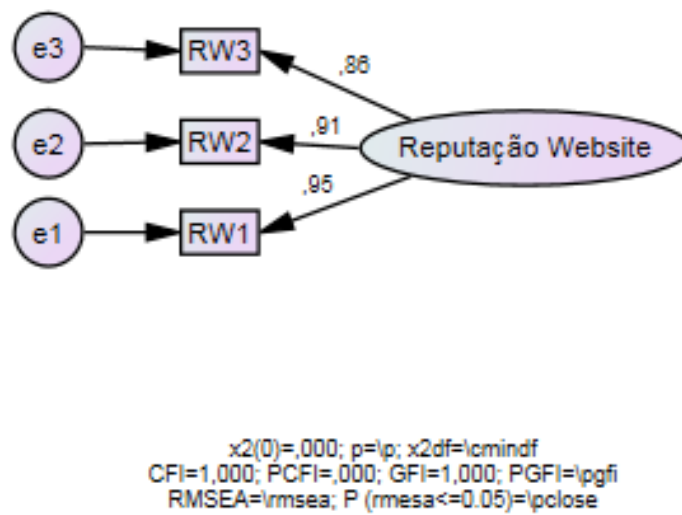 e3
RW3
,86
e2
RW2
,91
Reputação Website
,95
e1
RW1
x2(0)=,000; p=\p; x2df=\cmindf
CFI=1,000; PCFI=,000; GFI=1,000; PGFI=\pgfi
RMSEA=\rmsea; P (rmesa<=0.05)=\pclose